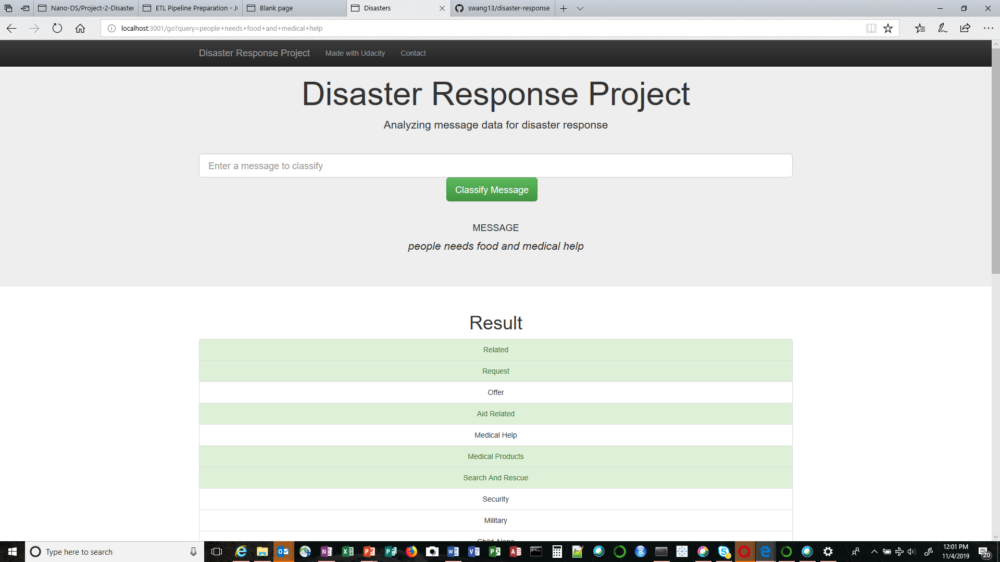 Nano-DS/Project-2-Disaster
ETL Pipeline Preparation - Ju
Blank page
Disasters
swang13/disaster-response
localhost:3001/go?query=people+needs+food+and+medical+help
Disaster Response Project
Made with Udacity
Contact
Disaster Response Project
Analyzing message data for disaster response
Enter a message to classify
Classify Message
MESSAGE
people needs food and medical help
Result
Related
Request
Offer
Aid Related
Medical Help
Medical Products
Search And Rescue
Security
Military
Child Alone
Type here to search
12:01 PM
11/4/2019
20